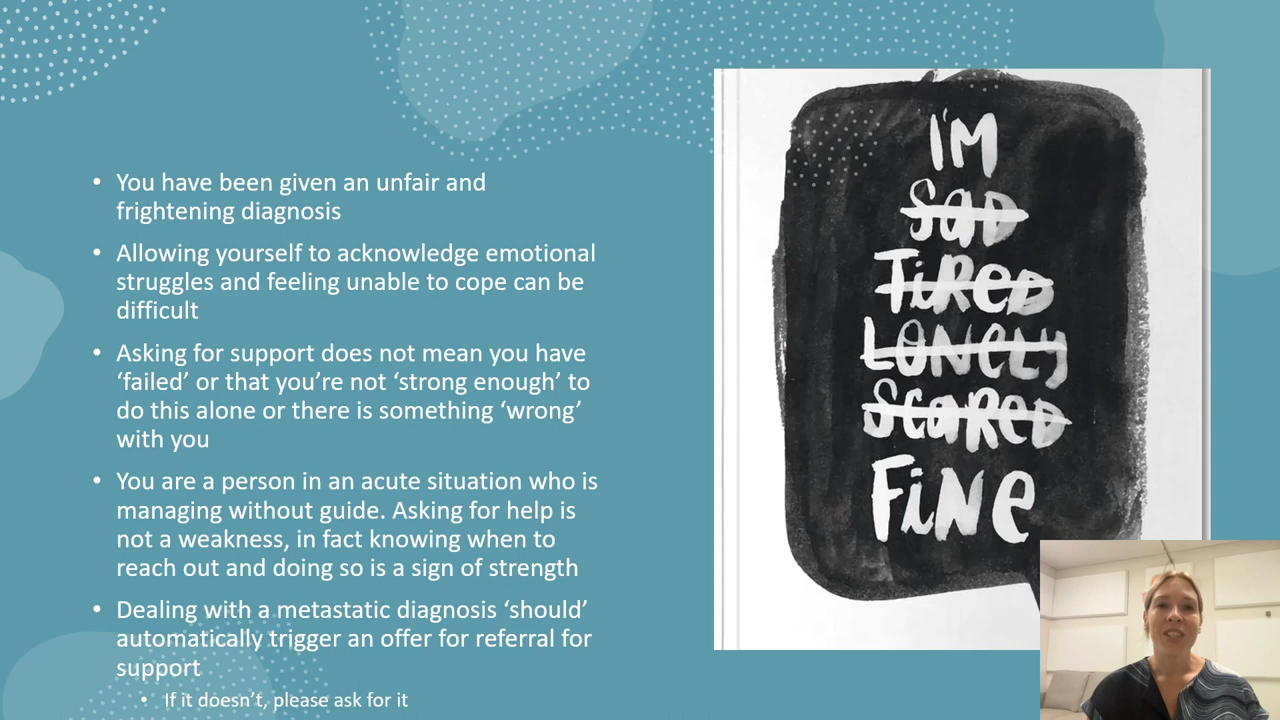 • You have been given an unfair and
frightening diagnosis
• Allowing yourself to acknowledge emotional
struggles and feeling unable to cope can be
difficult
• Asking for support does not mean you have
‘failed’ or that you’re not ‘strong enough’ to
do this alone or there is something ‘wrong’
with you
• You are a person in an acute situation who is
managing without guide. Asking for help is
not a weakness, in fact knowing when to
reach out and doing so is a sign of strength
• Dealing with a metastatic diagnosis ‘should’
automatically trigger an offer for referral for
support
• If it doesn’t, please ask for it
I'M
SaD
TiReD
LONeLy
ScaReD
FiNe